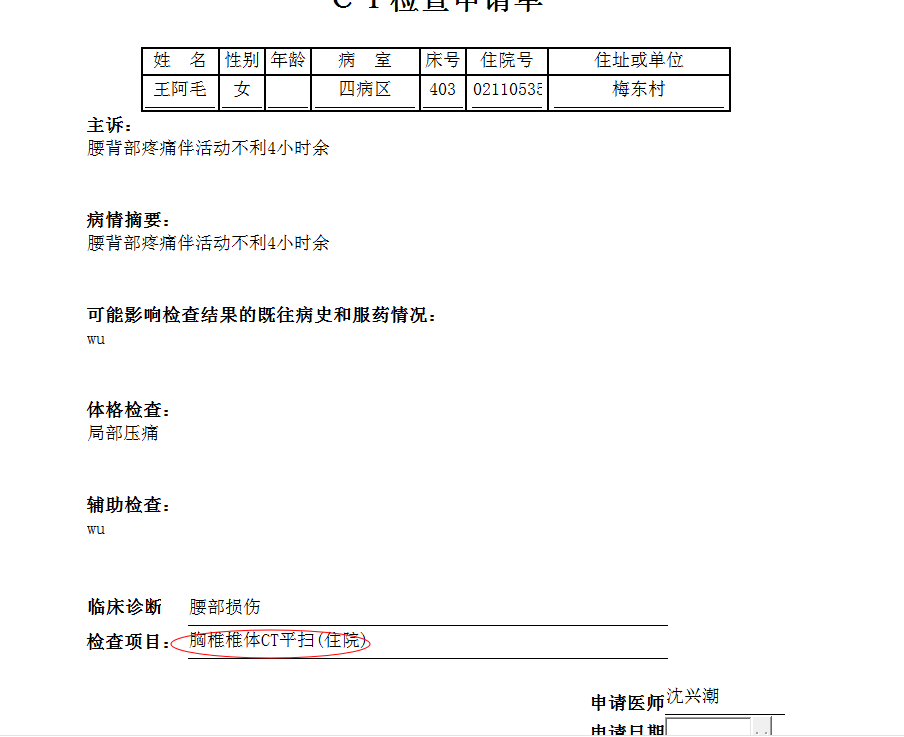 CT检查申请单
姓 名 性别 年龄 病 室 床号 住院号 住址或单位
王阿毛 女 四病区 403 0211053 梅东村
主诉：
腰背部疼痛伴活动不利4小时余
病情摘要：
腰背部疼痛伴活动不利4小时余
可能影响检查结果的既往病史和服药情况：
wu
体格检查：
局部压痛
辅助检查：
wu
临床诊断 腰部损伤
检查项目： 胸椎椎体CT平扫(住院)
申请医师 沈兴潮
申请日期